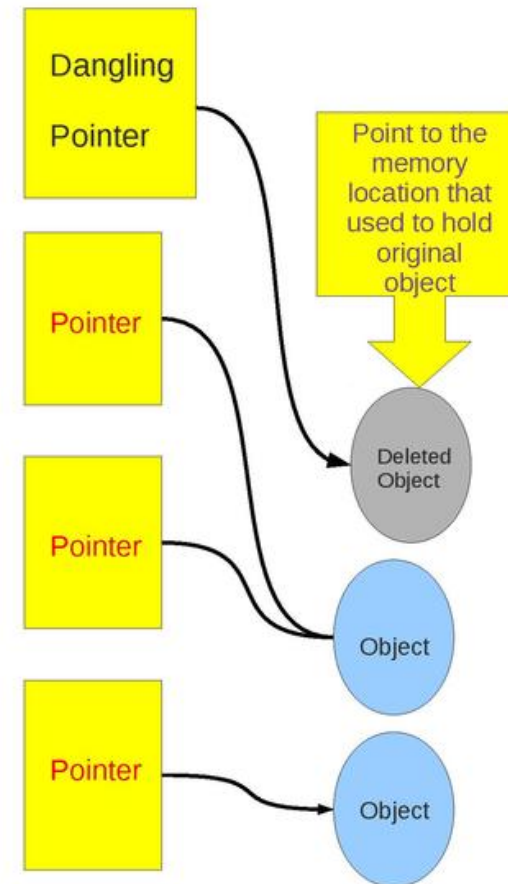 Dangling
Pointer
Point to the
memory
location that
used to hold
original
object
Pointer
Deleted
Object
Pointer
Object
Pointer
Object